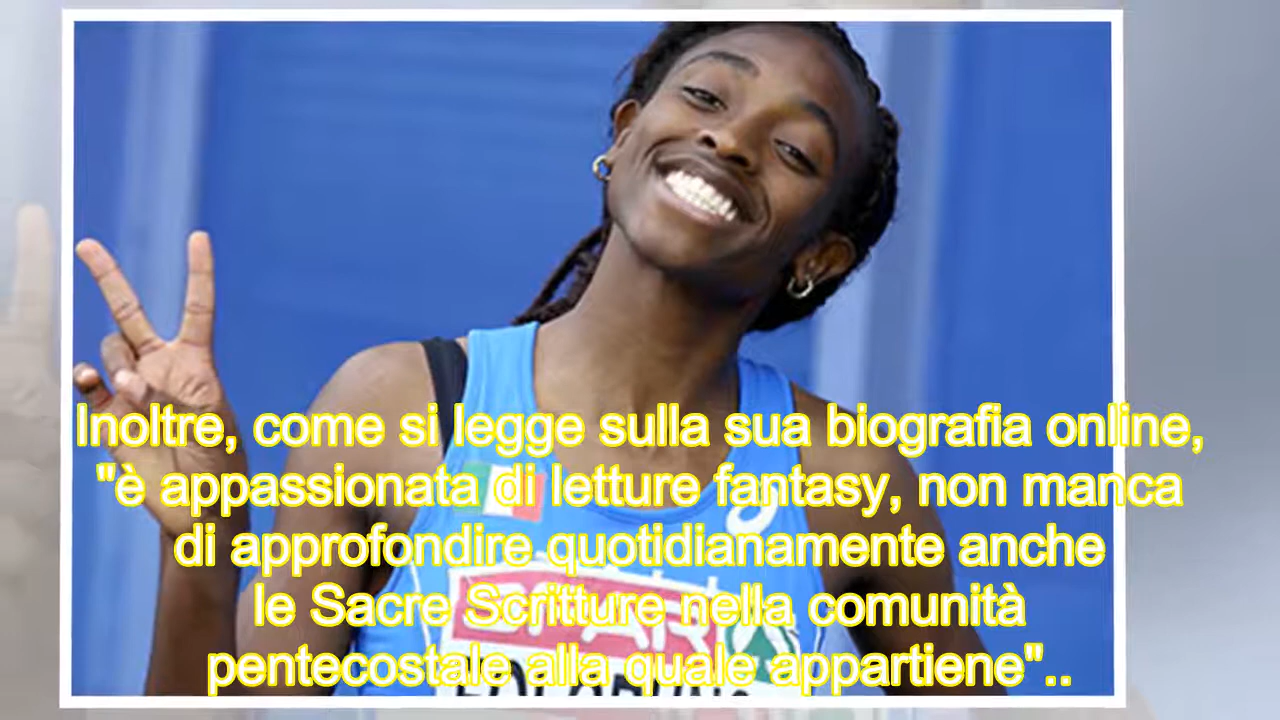 Inoltre, come si legge sulla sua biografia online,
"è appassionata di letture fantasy, non manca
di approfondire quotidianamente anche
le Sacre Scritture nella comunità
pentecostale alla quale appartiene"..
SPAR